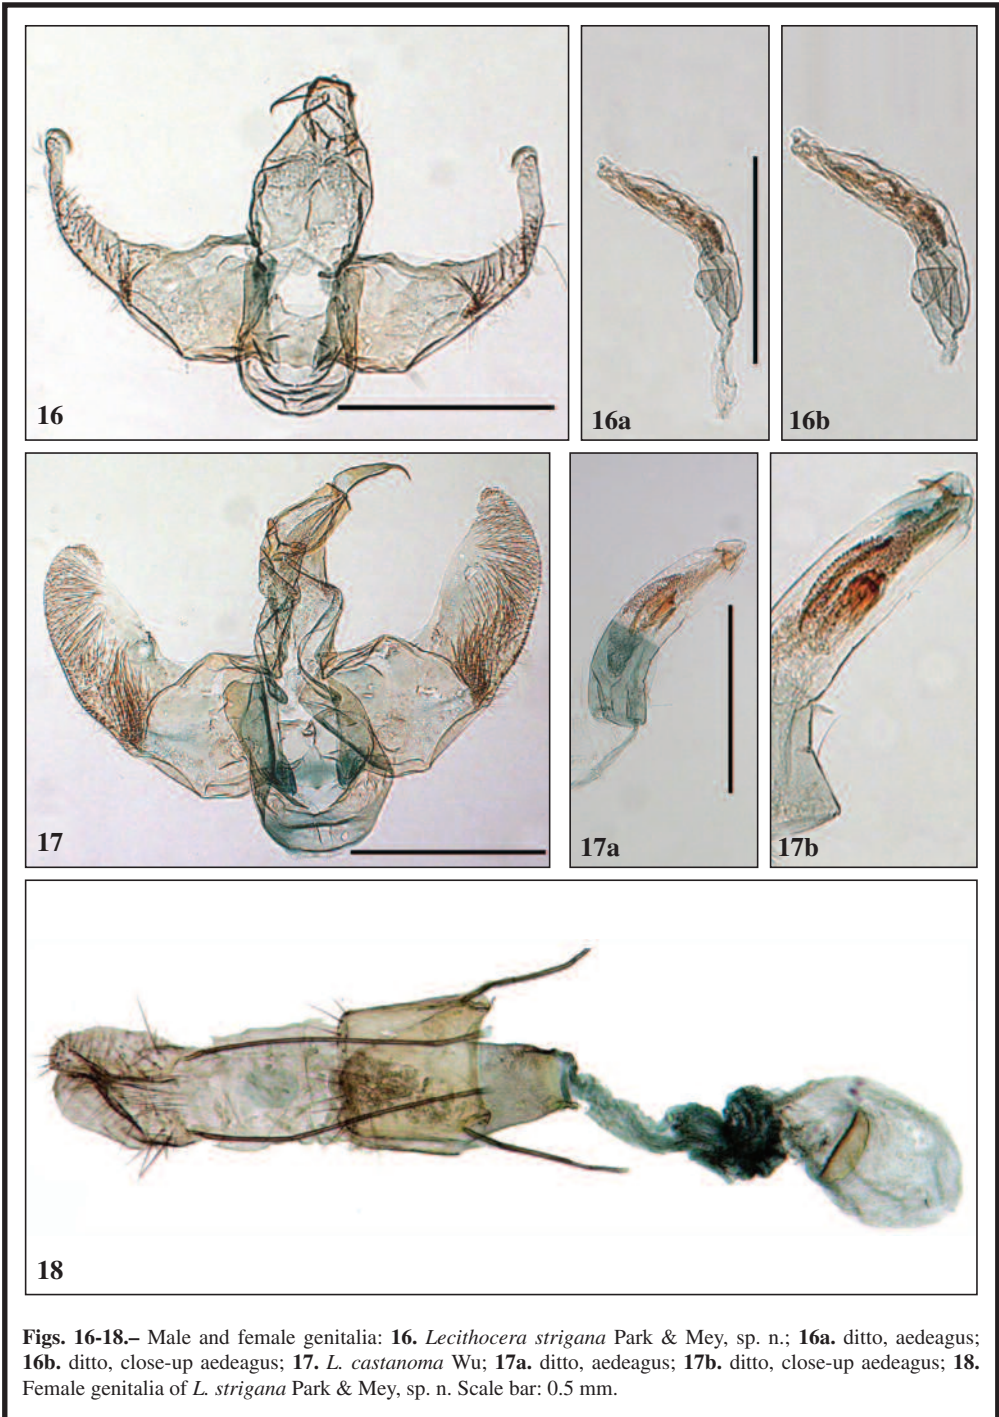 16
16a
16b
17
17a
17b
18
Figs. 16-18.– Male and female genitalia: 16. Lecithocera strigana Park & Mey, sp. n.; 16a. ditto, aedeagus;
16b. ditto, close-up aedeagus; 17. L. castanoma Wu; 17a. ditto, aedeagus; 17b. ditto, close-up aedeagus; 18.
Female genitalia of L. strigana Park & Mey, sp. n. Scale bar: 0.5 mm.